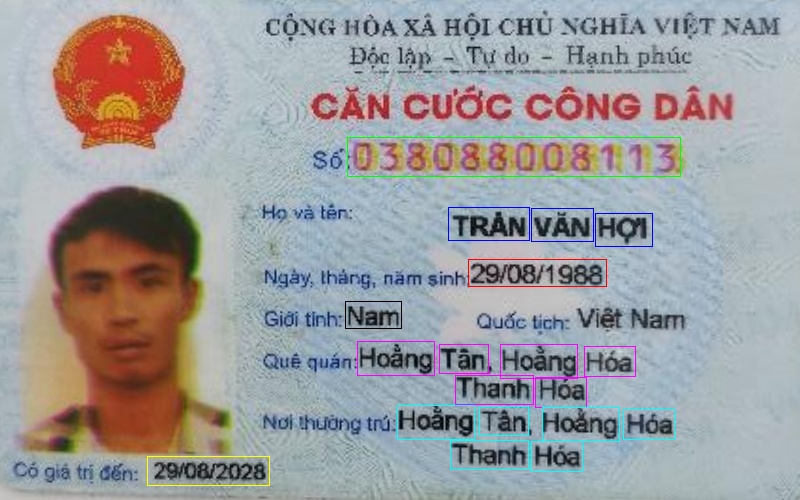 CỘNG HÒA XÃ HỘI CHỦ NGHĨA VIỆT NAM
Độc lập - Tự do - Hạnh phúc
CĂN CƯỚC CÔNG DÂN
Số: 038088008113
Họ và tên:
TRẦN VĂN HỢI
Ngày, tháng, năm sinh: 29/08/1988
Giới tính: Nam Quốc tịch: Việt Nam
Quê quán: Hoằng Tân, Hoằng Hóa
Thanh Hóa
Nơi thường trú: Hoằng Tân, Hoằng Hóa
Thanh Hóa
Có giá trị đến: 29/08/2028